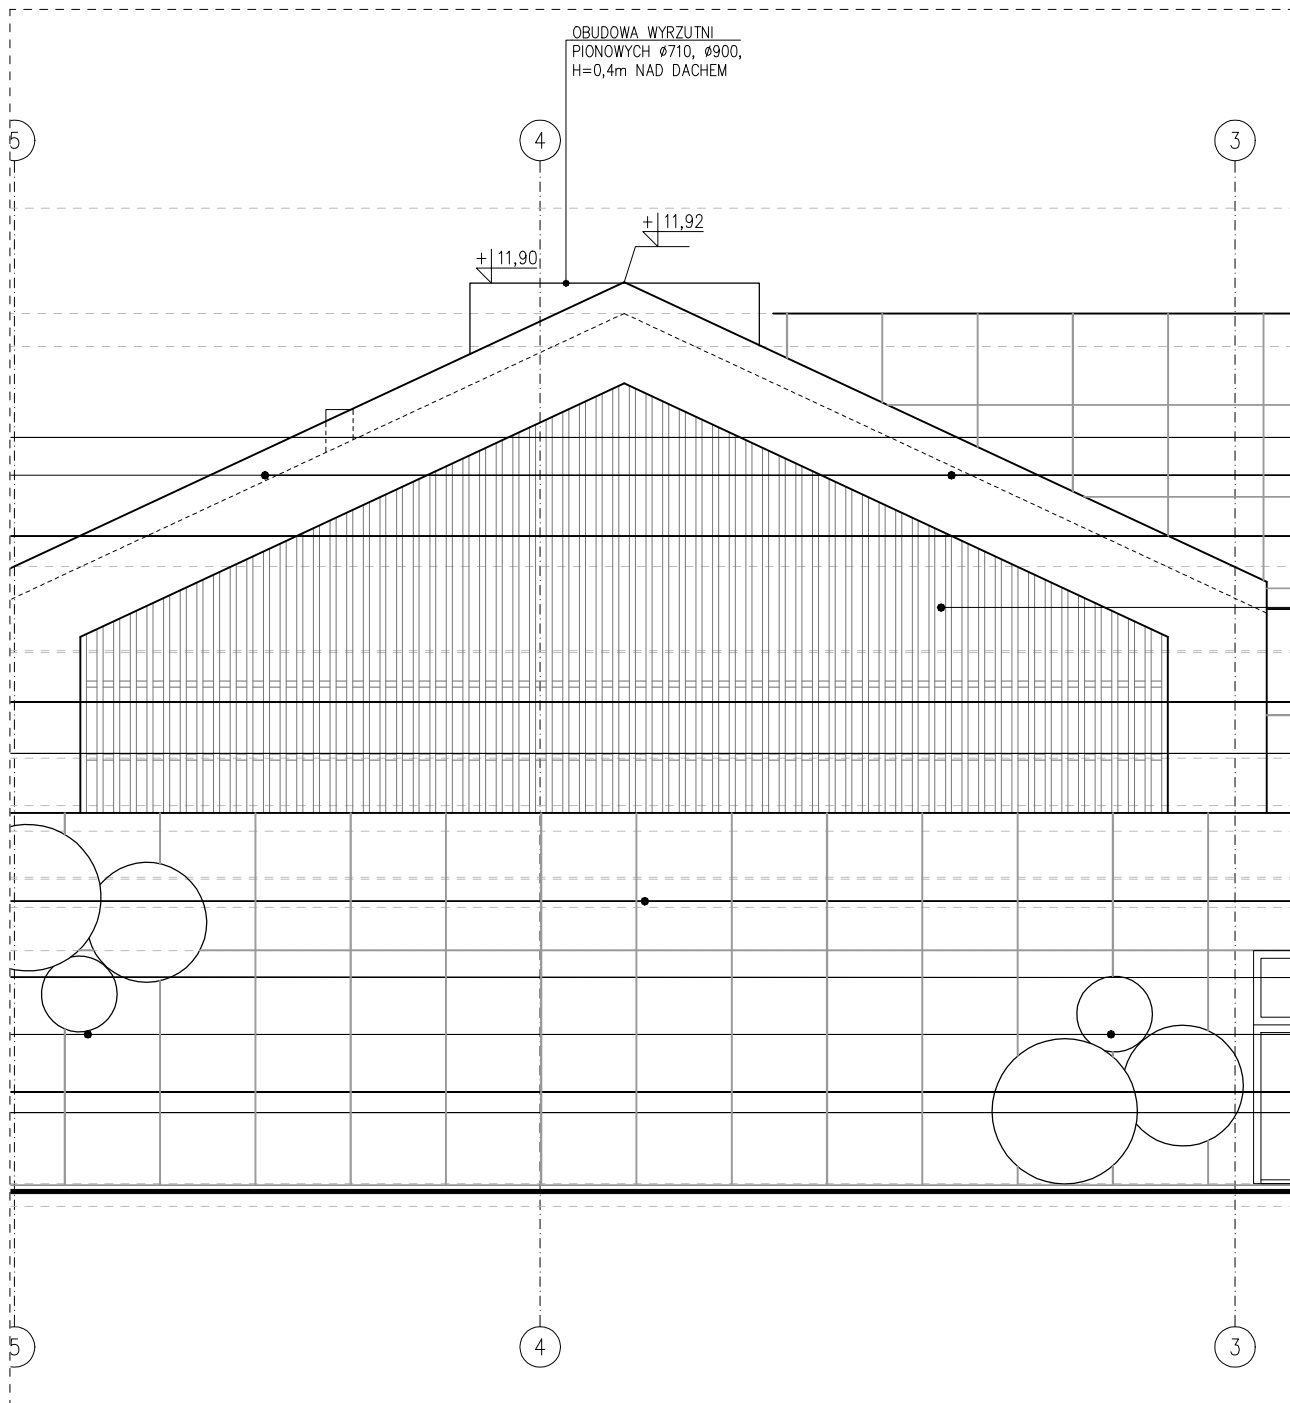 OBUDOWA WYRZUTNI
PIONOWYCH ø710, ø900,
H=0,4m NAD DACHEM
5
4
3
+ 11,92
+ 11,90
5
4
3